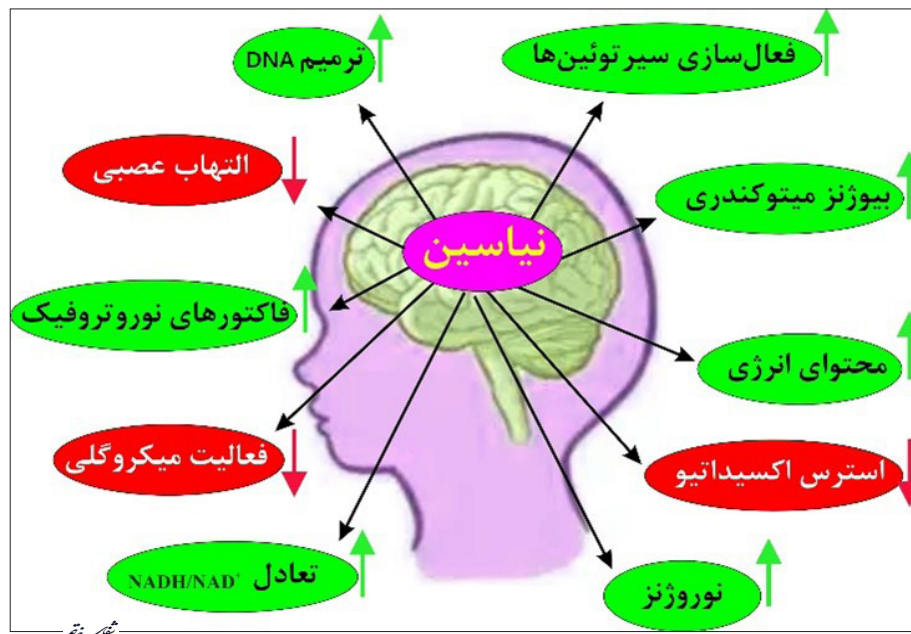 فعال‌سازی سیرتوئین‌ها
ترمیم DNA
بیوژنز میتوکندری
التهاب عصبی
نیاسین
فاکتورهای نوروتروفیک
محتوای انرژی
فعالیت میکروگلی
استرس اکسیداتیو
تعادل NADH/NAD⁺
نوروژنز